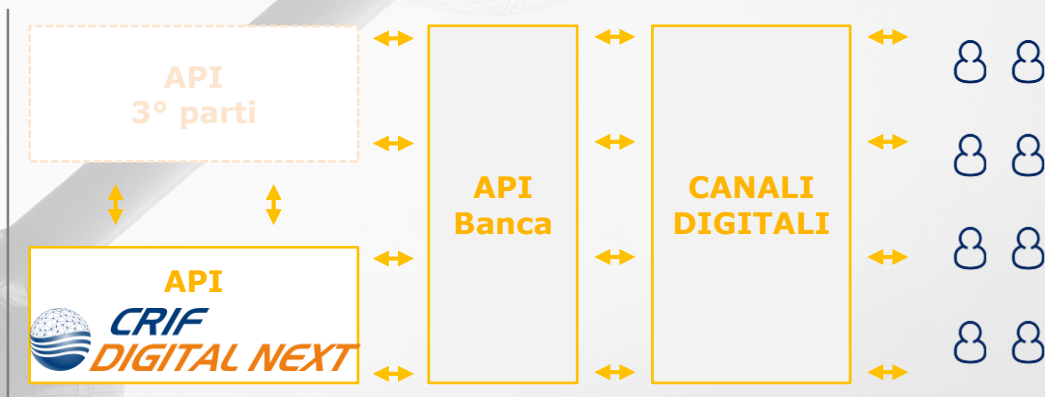 API
3° parti
API
CRIF
DIGITAL NEXT
API
Banca
CANALI
DIGITALI